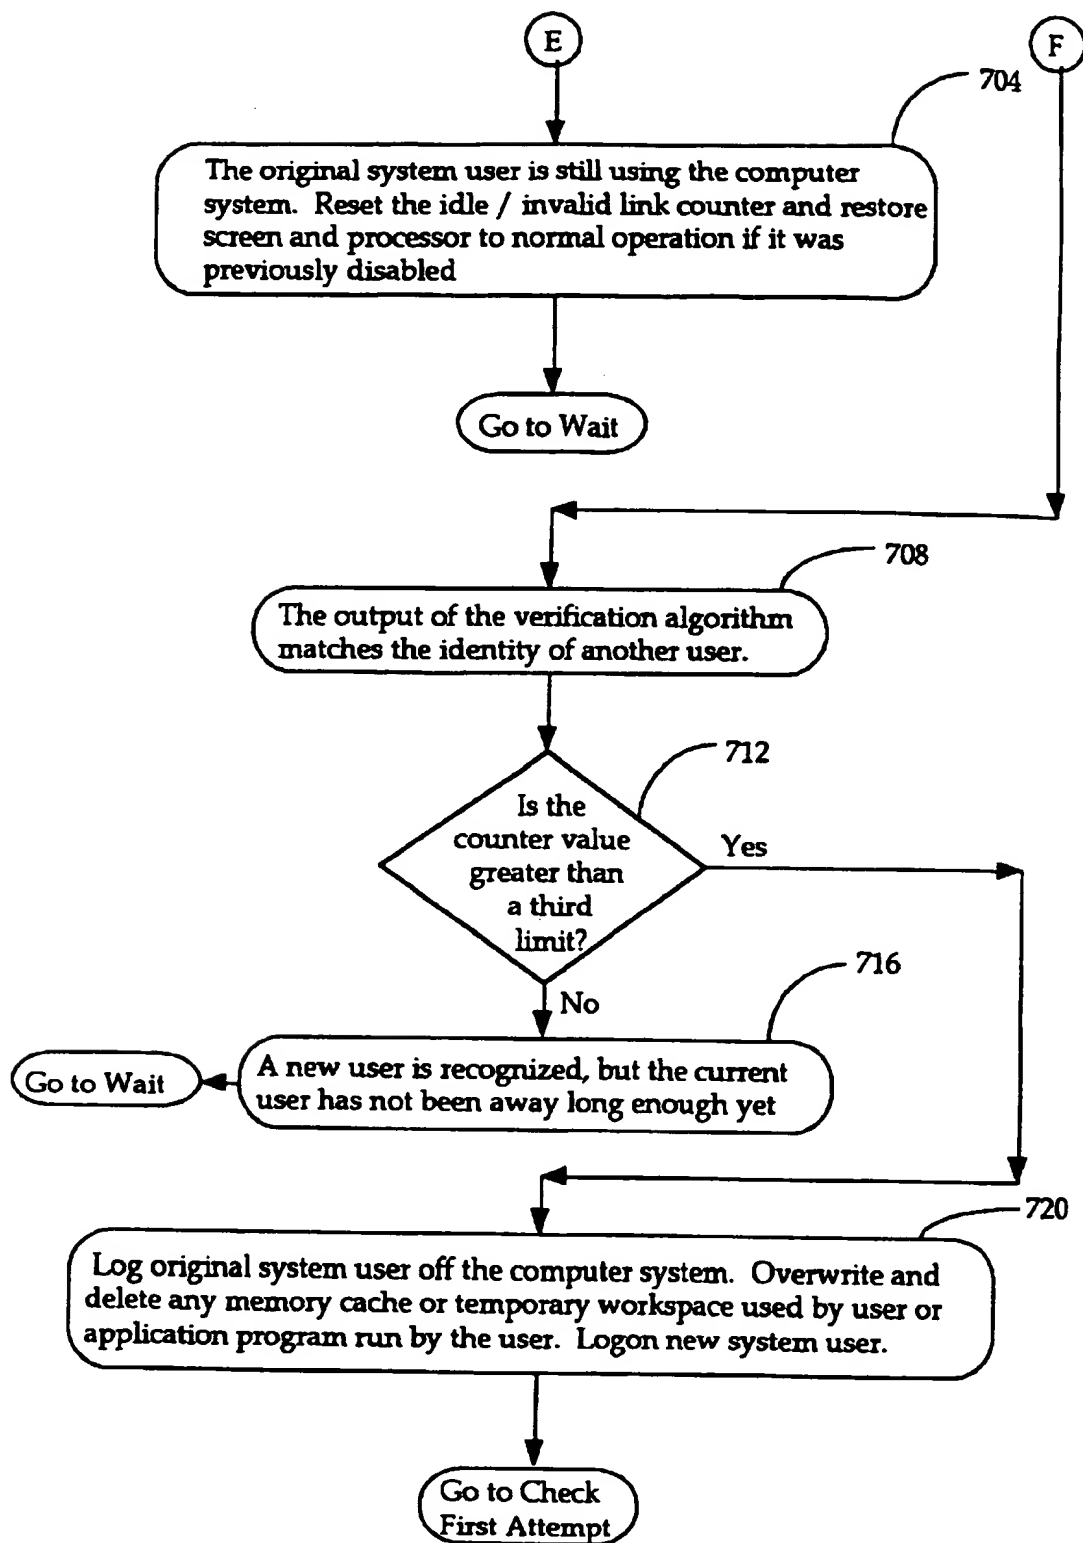 E
F
704
The original system user is still using the computer
system. Reset the idle / invalid link counter and restore
screen and processor to normal operation if it was
previously disabled
Go to Wait
708
The output of the verification algorithm
matches the identity of another user.
712
Is the
counter value
greater than
a third
limit?
Yes
716
No
A new user is recognized, but the current
user has not been away long enough yet
Go to Wait
720
Log original system user off the computer system. Overwrite and
delete any memory cache or temporary workspace used by user or
application program run by the user. Logon new system user.
Go to Check
First Attempt